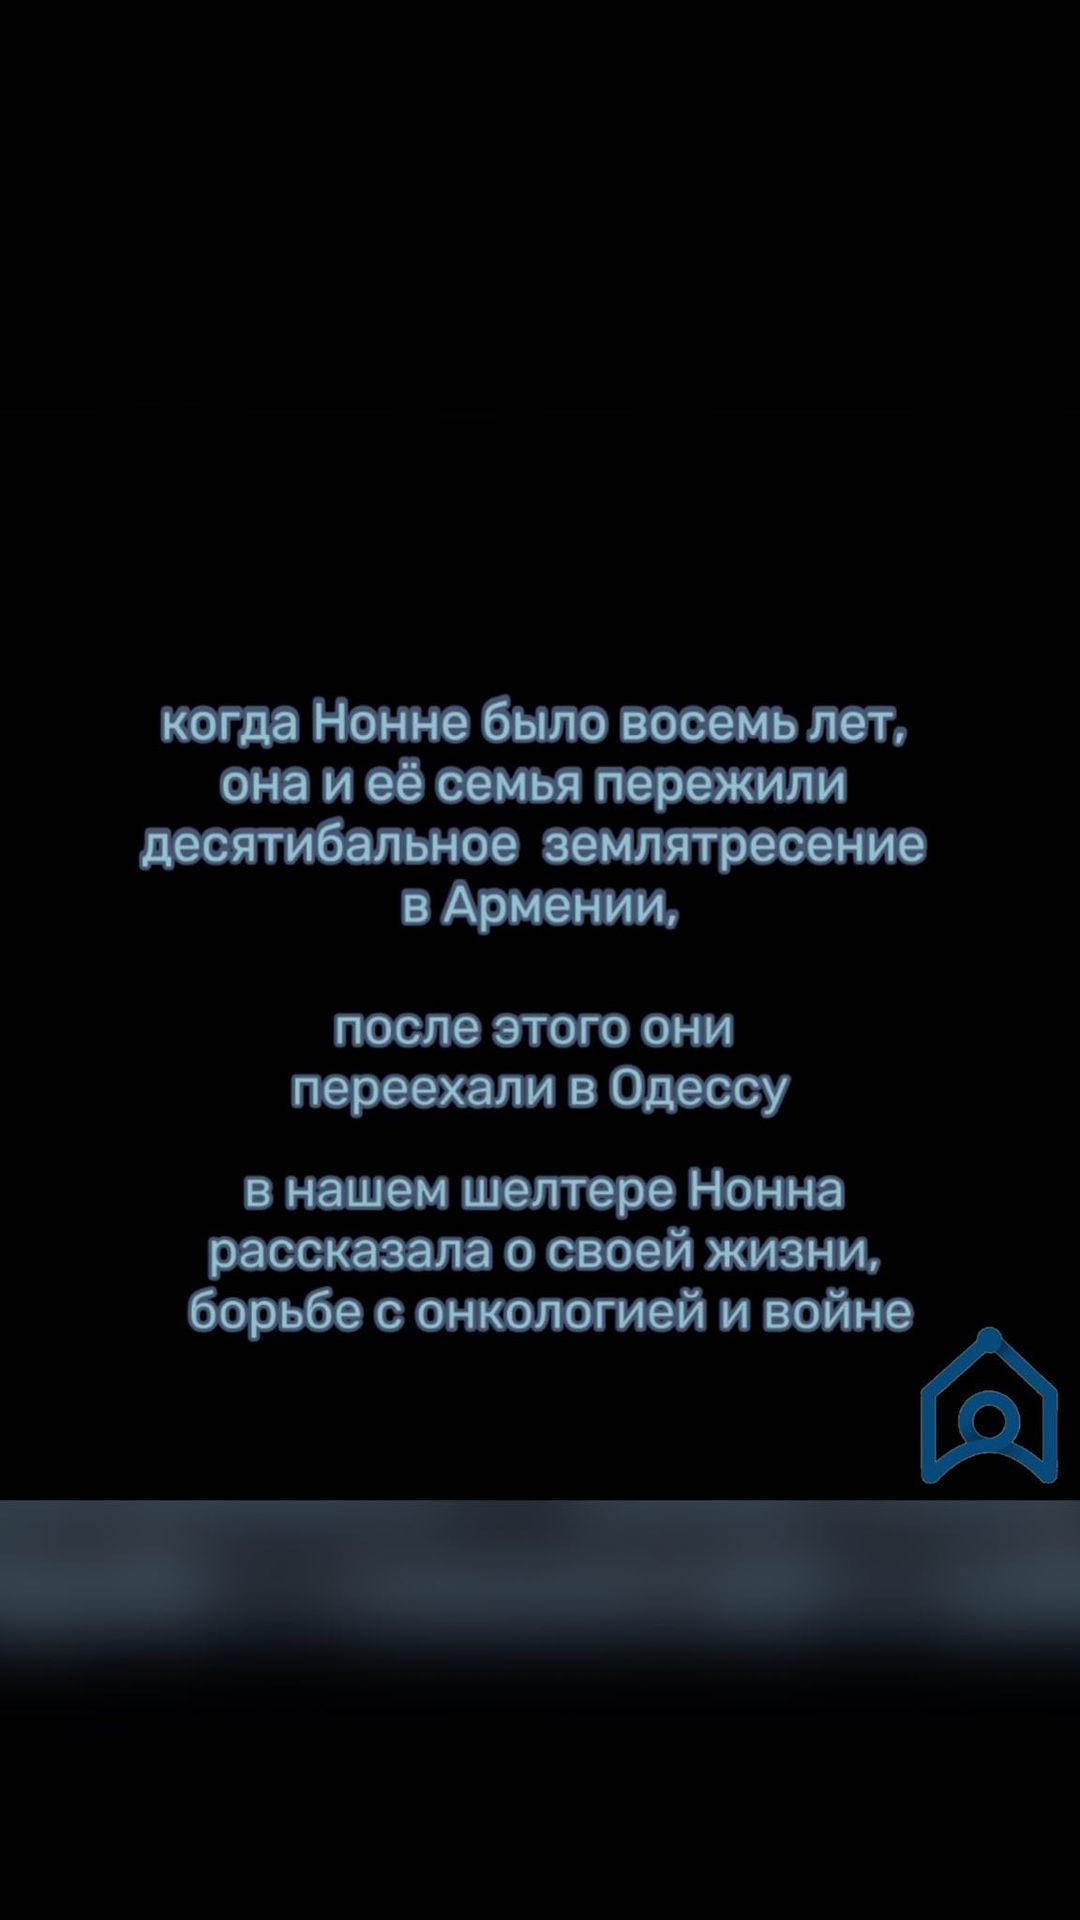 когда Нонне было восемь лет,
она и её семья пережили
десятибальное землятресение
в Армении,
после этого они
переехали в Одессу
в нашем шелтере Нонна
рассказала о своей жизни,
борьбе с онкологией и войне